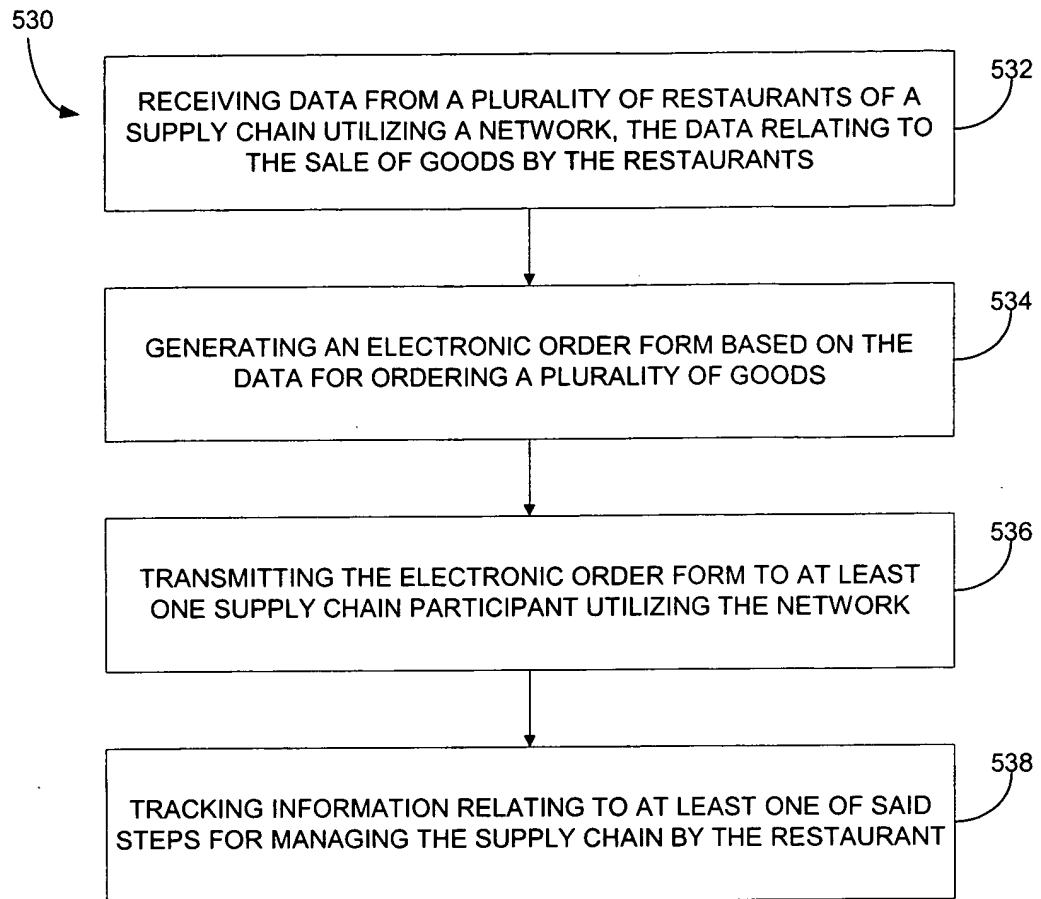 530
532
RECEIVING DATA FROM A PLURALITY OF RESTAURANTS OF A
SUPPLY CHAIN UTILIZING A NETWORK, THE DATA RELATING TO
THE SALE OF GOODS BY THE RESTAURANTS
534
GENERATING AN ELECTRONIC ORDER FORM BASED ON THE
DATA FOR ORDERING A PLURALITY OF GOODS
536
TRANSMITTING THE ELECTRONIC ORDER FORM TO AT LEAST
ONE SUPPLY CHAIN PARTICIPANT UTILIZING THE NETWORK
538
TRACKING INFORMATION RELATING TO AT LEAST ONE OF SAID
STEPS FOR MANAGING THE SUPPLY CHAIN BY THE RESTAURANT